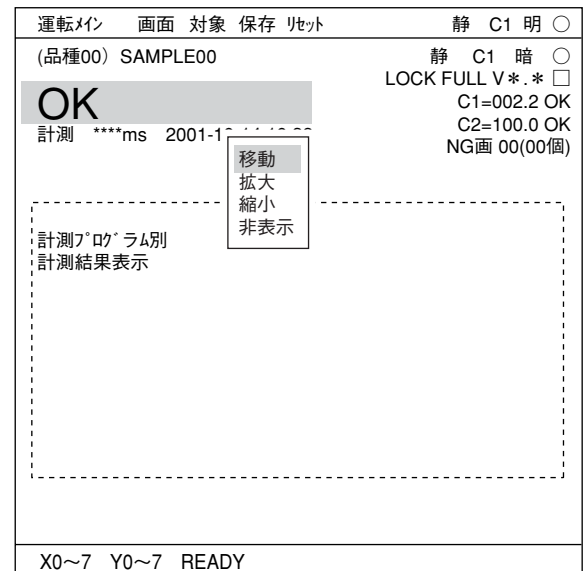 運転ﾒｲﾝ 画面 対象 保存 ﾘｾｯﾄ 静 C1 明 ○
(品種00) SAMPLE00 静 C1 暗 ○
LOCK FULL V＊.＊ □
OK
C1=002.2 OK
C2=100.0 OK
計測 ****ms 2001-1
NG画 00(00個)
移動
拡大
縮小
非表示
計測ﾌﾟﾛｸﾞﾗﾑ別
計測結果表示
X0～7 Y0～7 READY